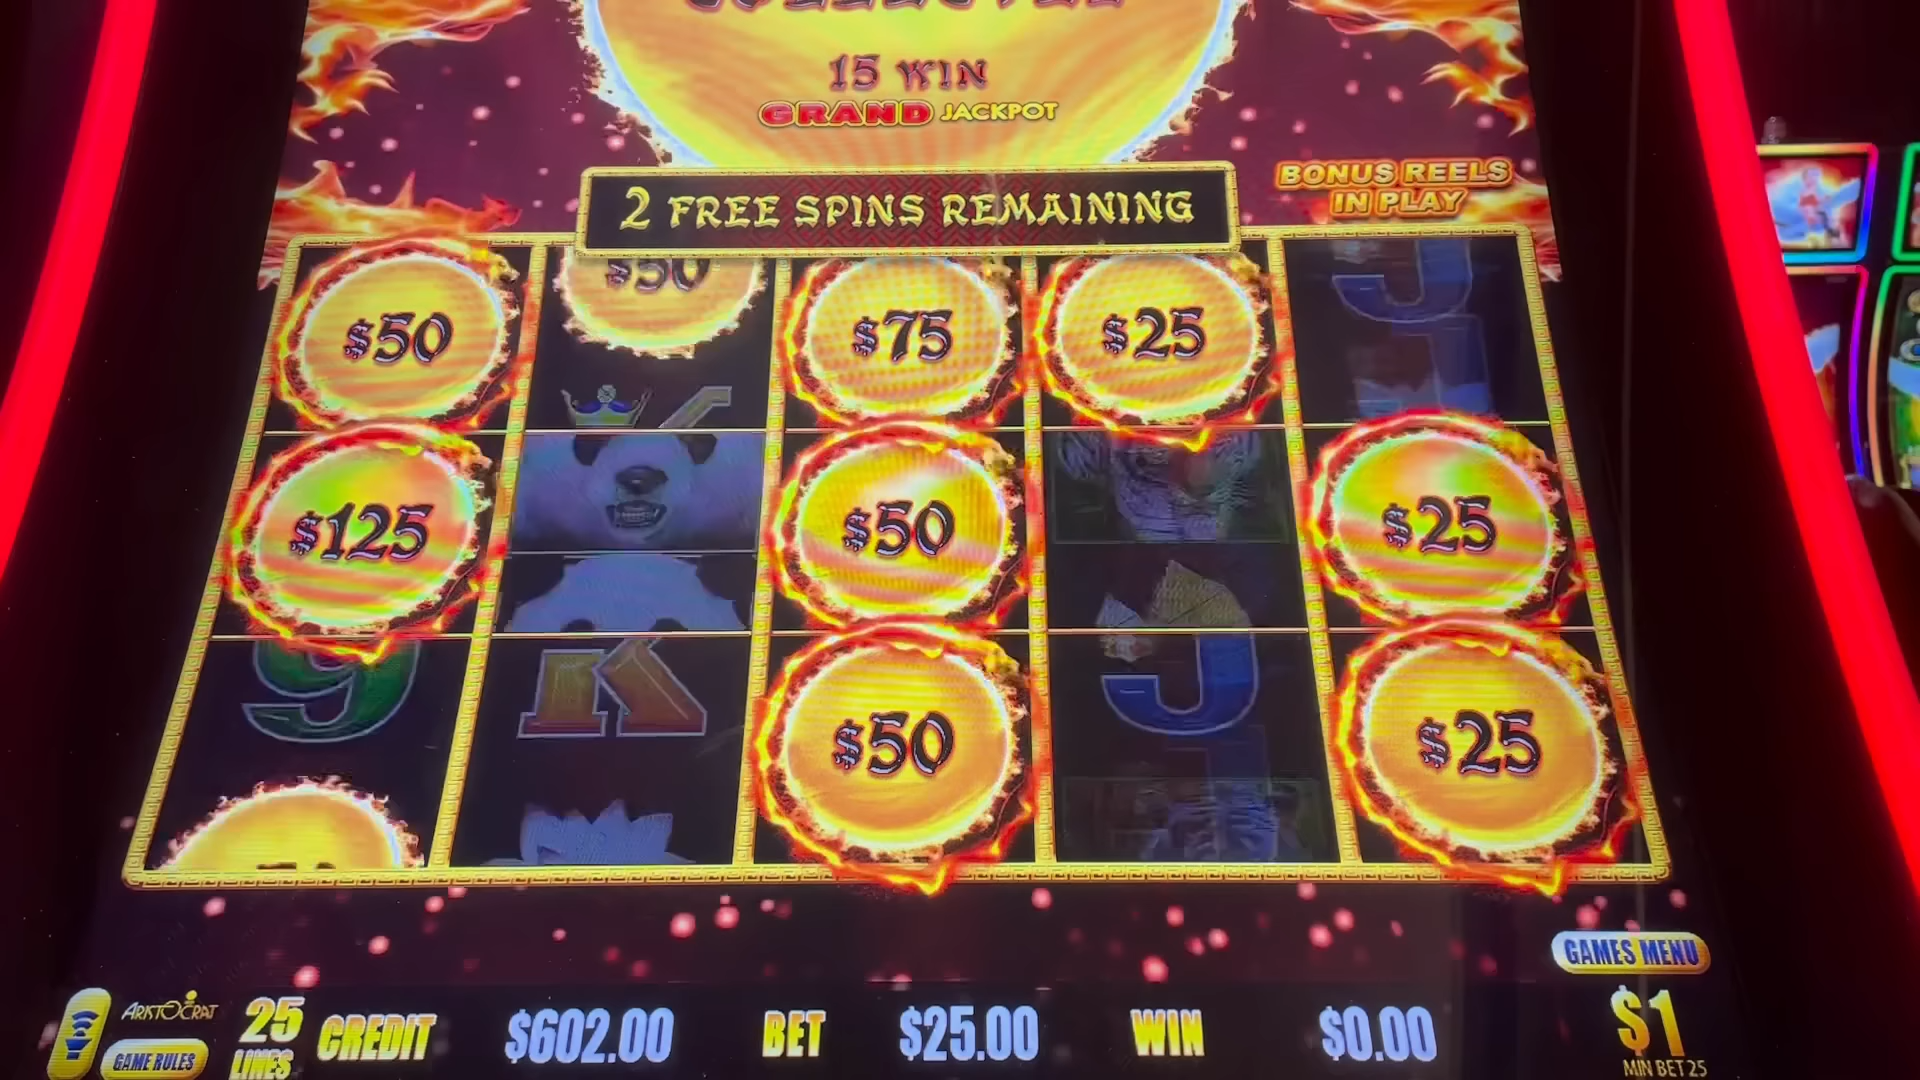 15 WIN
GRAND JACKPOT
2 FREE SPINS REMAINING
BONUS REELS
IN PLAY
$50
$50
$75
$25
J
$125
$50
$25
9
K
$50
J
$25
GAMES MENU
ARISTOCRAT
GAME RULES
25
LINES
CREDIT
$602.00
BET
$25.00
WIN
$0.00
$1
MIN BET 25